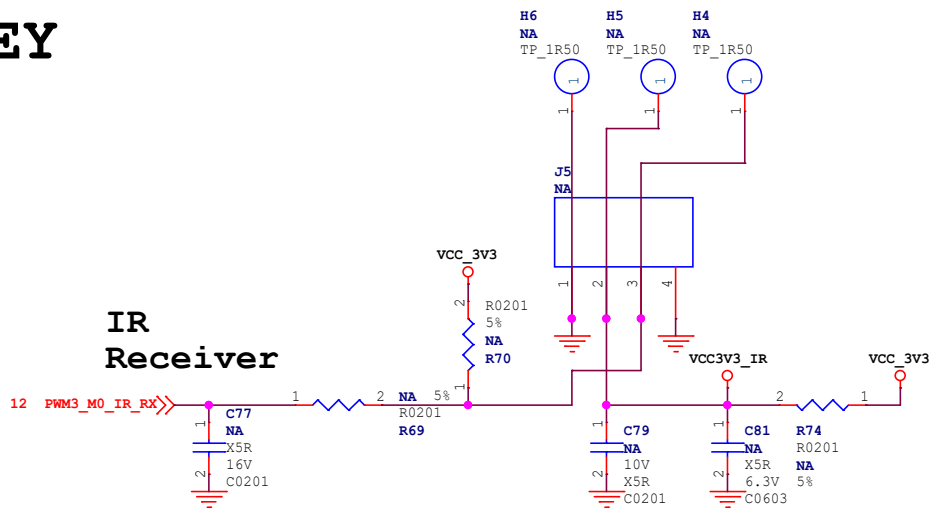 EY
H6
NA
TP_1R50
H5
NA
TP_1R50
H4
NA
TP_1R50
1
1
1
1
1
1
J5
NA
1
2
3
4
VCC_3V3
2
R0201
5%
NA
R70
1
IR
Receiver
VCC3V3_IR
VCC_3V3
12 PWM3_M0_IR_RX
1
2
NA 5%
R0201
R69
2
1
1
C77
NA
X5R
16V
C0201
2
1
C79
NA
10V
X5R
C0201
2
1
C81
NA
X5R
6.3V
C0603
2
R74
R0201
NA
5%